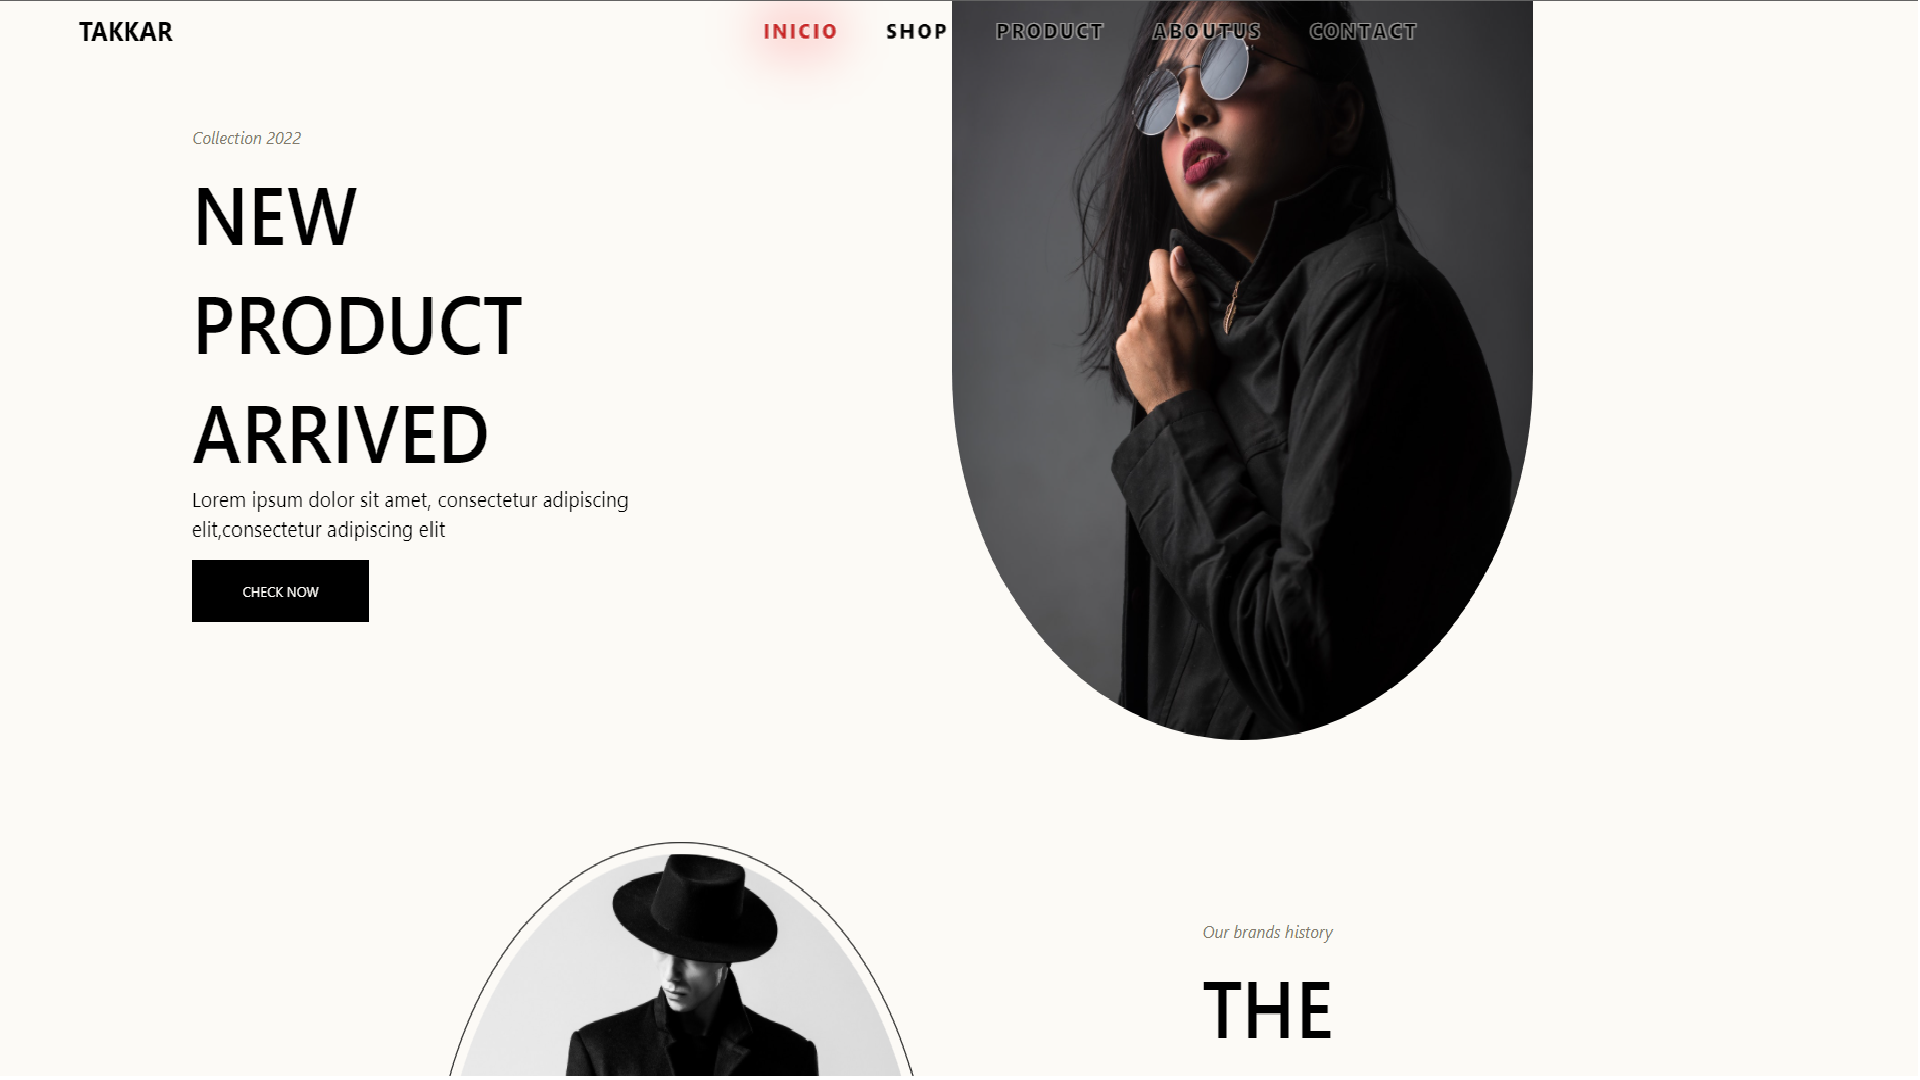 TAKKAR
INICIO SHOP PRODUCT ABOUTUS CONTACT
Collection 2022
NEW
PRODUCT
ARRIVED
Lorem ipsum dolor sit amet, consectetur adipiscing
elit,consectetur adipiscing elit
CHECK NOW
Our brands history
THE